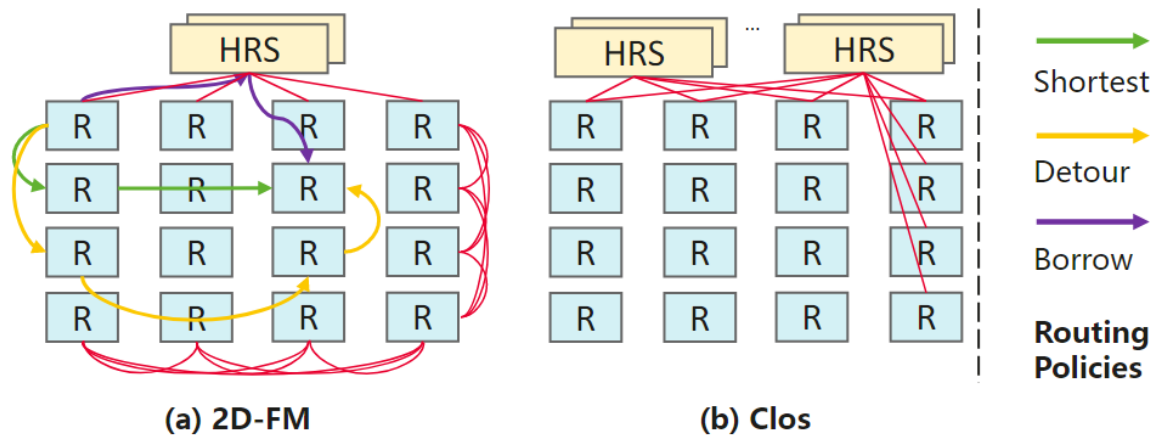 HRS
R R R R
R R R R
R R R R
R R R R
(a) 2D-FM
HRS ... HRS
R R R R
R R R R
R R R R
R R R R
(b) Clos
Shortest
Detour
Borrow
Routing
Policies